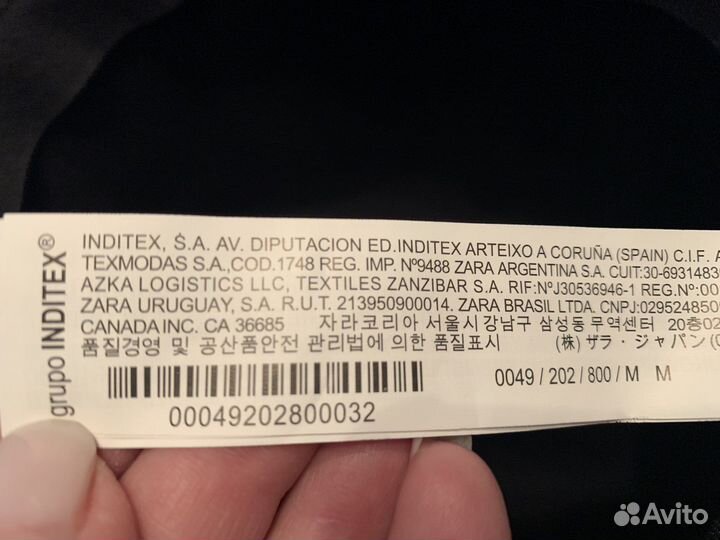 grupo INDITEX®
INDITEX, S.A. AV. DIPUTACION ED.INDITEX ARTEIXO A CORUÑA (SPAIN) C.I.F. A
TEXMODAS S.A.,COD.1748 REG. IMP. Nº9488 ZARA ARGENTINA S.A. CUIT:30-6931483
AZKA LOGISTICS LLC, TEXTILES ZANZIBAR S.A. RIF:NºJ30536946-1 REG.Nº:00
ZARA URUGUAY, S.A. R.U.T. 213950900014. ZARA BRASIL LTDA. CNPJ:02952485
CANADA INC. CA 36685 자라코리아 서울시 강남구 삼성동 무역센터 20층02
품질경영 및 공산품안전 관리법에 의한 품질표시 (株) ザラ・ジャパン (
0049 / 202 / 800 / M M
00049202800032
Avito